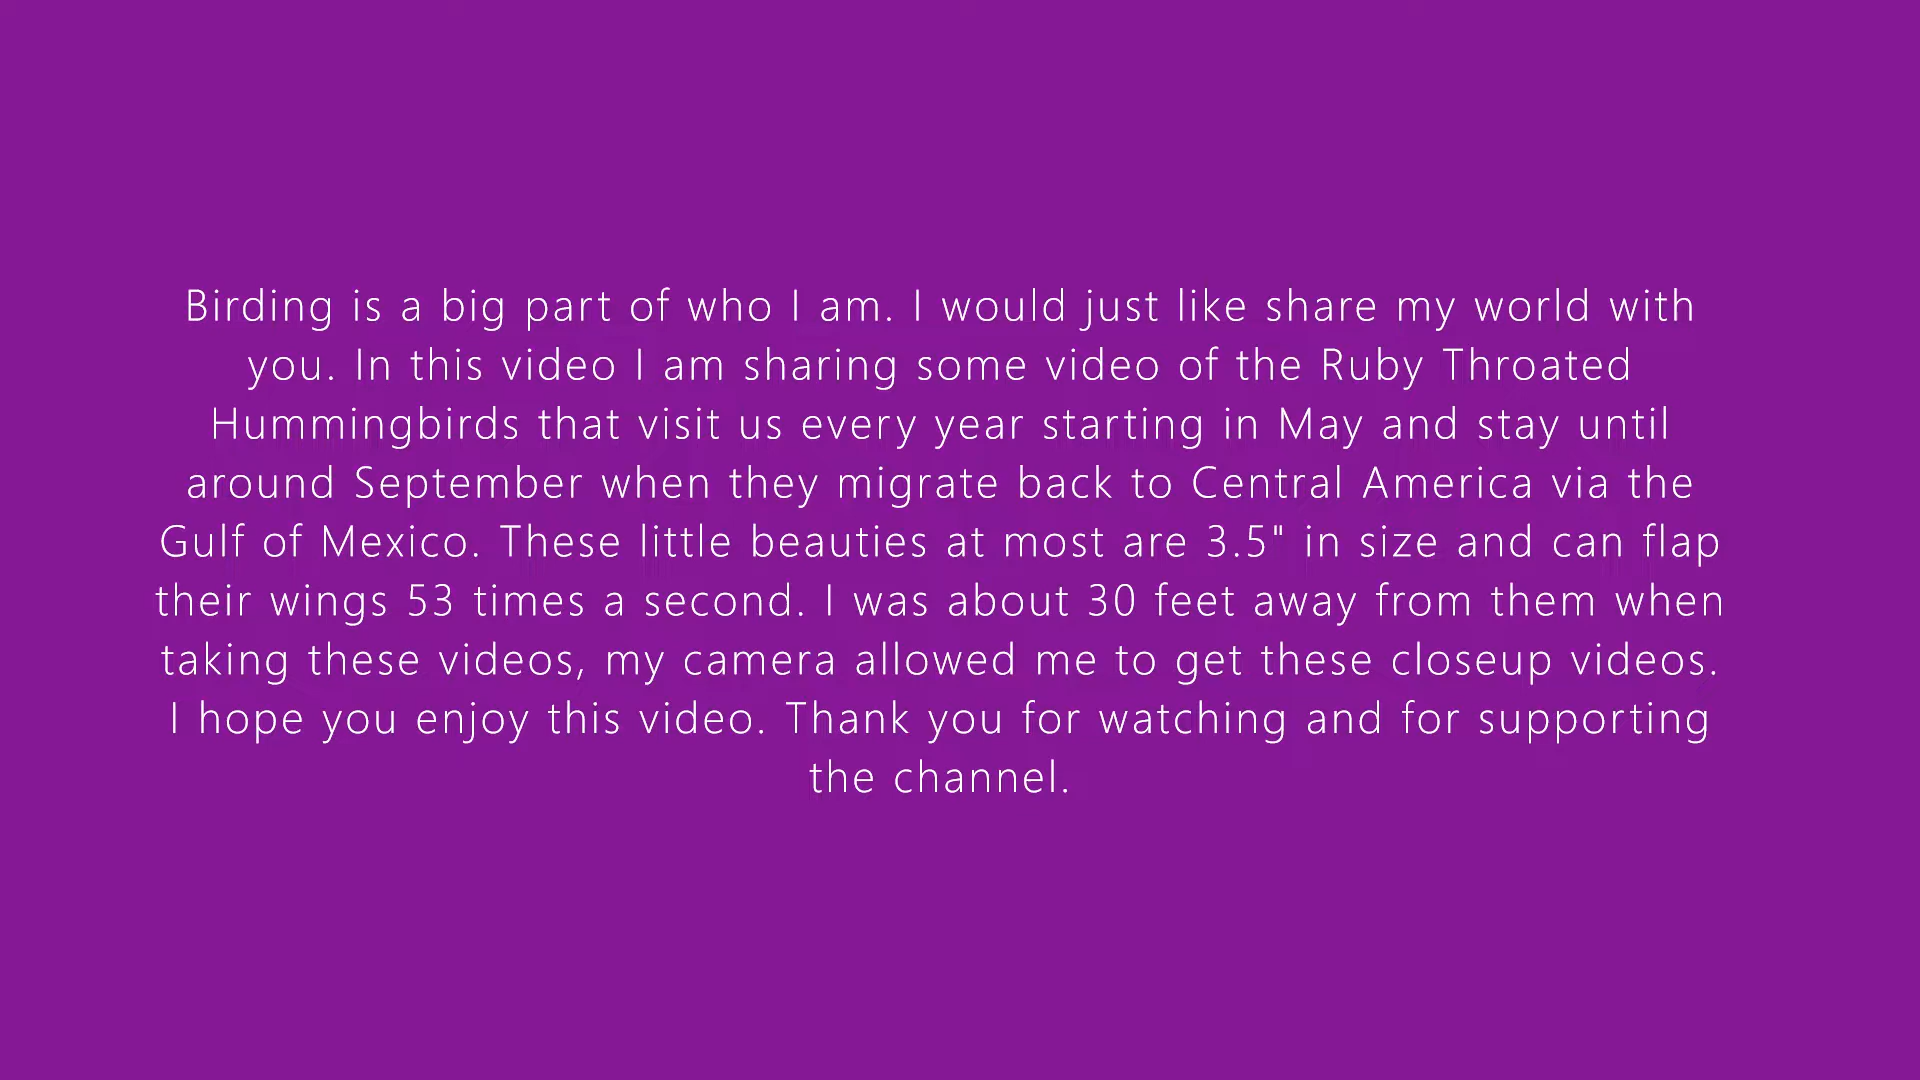 Birding is a big part of who I am. I would just like share my world with
you. In this video I am sharing some video of the Ruby Throated
Hummingbirds that visit us every year starting in May and stay until
around September when they migrate back to Central America via the
Gulf of Mexico. These little beauties at most are 3.5" in size and can flap
their wings 53 times a second. I was about 30 feet away from them when
taking these videos, my camera allowed me to get these closeup videos.
I hope you enjoy this video. Thank you for watching and for supporting
the channel.